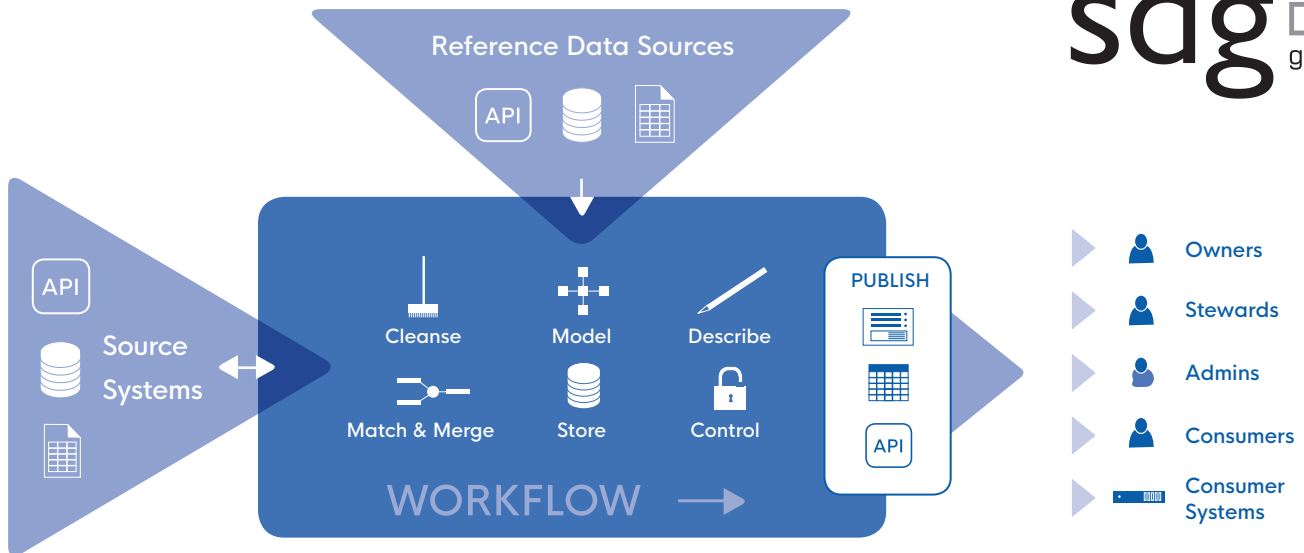 Reference Data Sources
API
sdg
g
API
Source
Systems
Cleanse
Model
Describe
Match & Merge
Store
Control
WORKFLOW
PUBLISH
API
Owners
Stewards
Admins
Consumers
Consumer
Systems